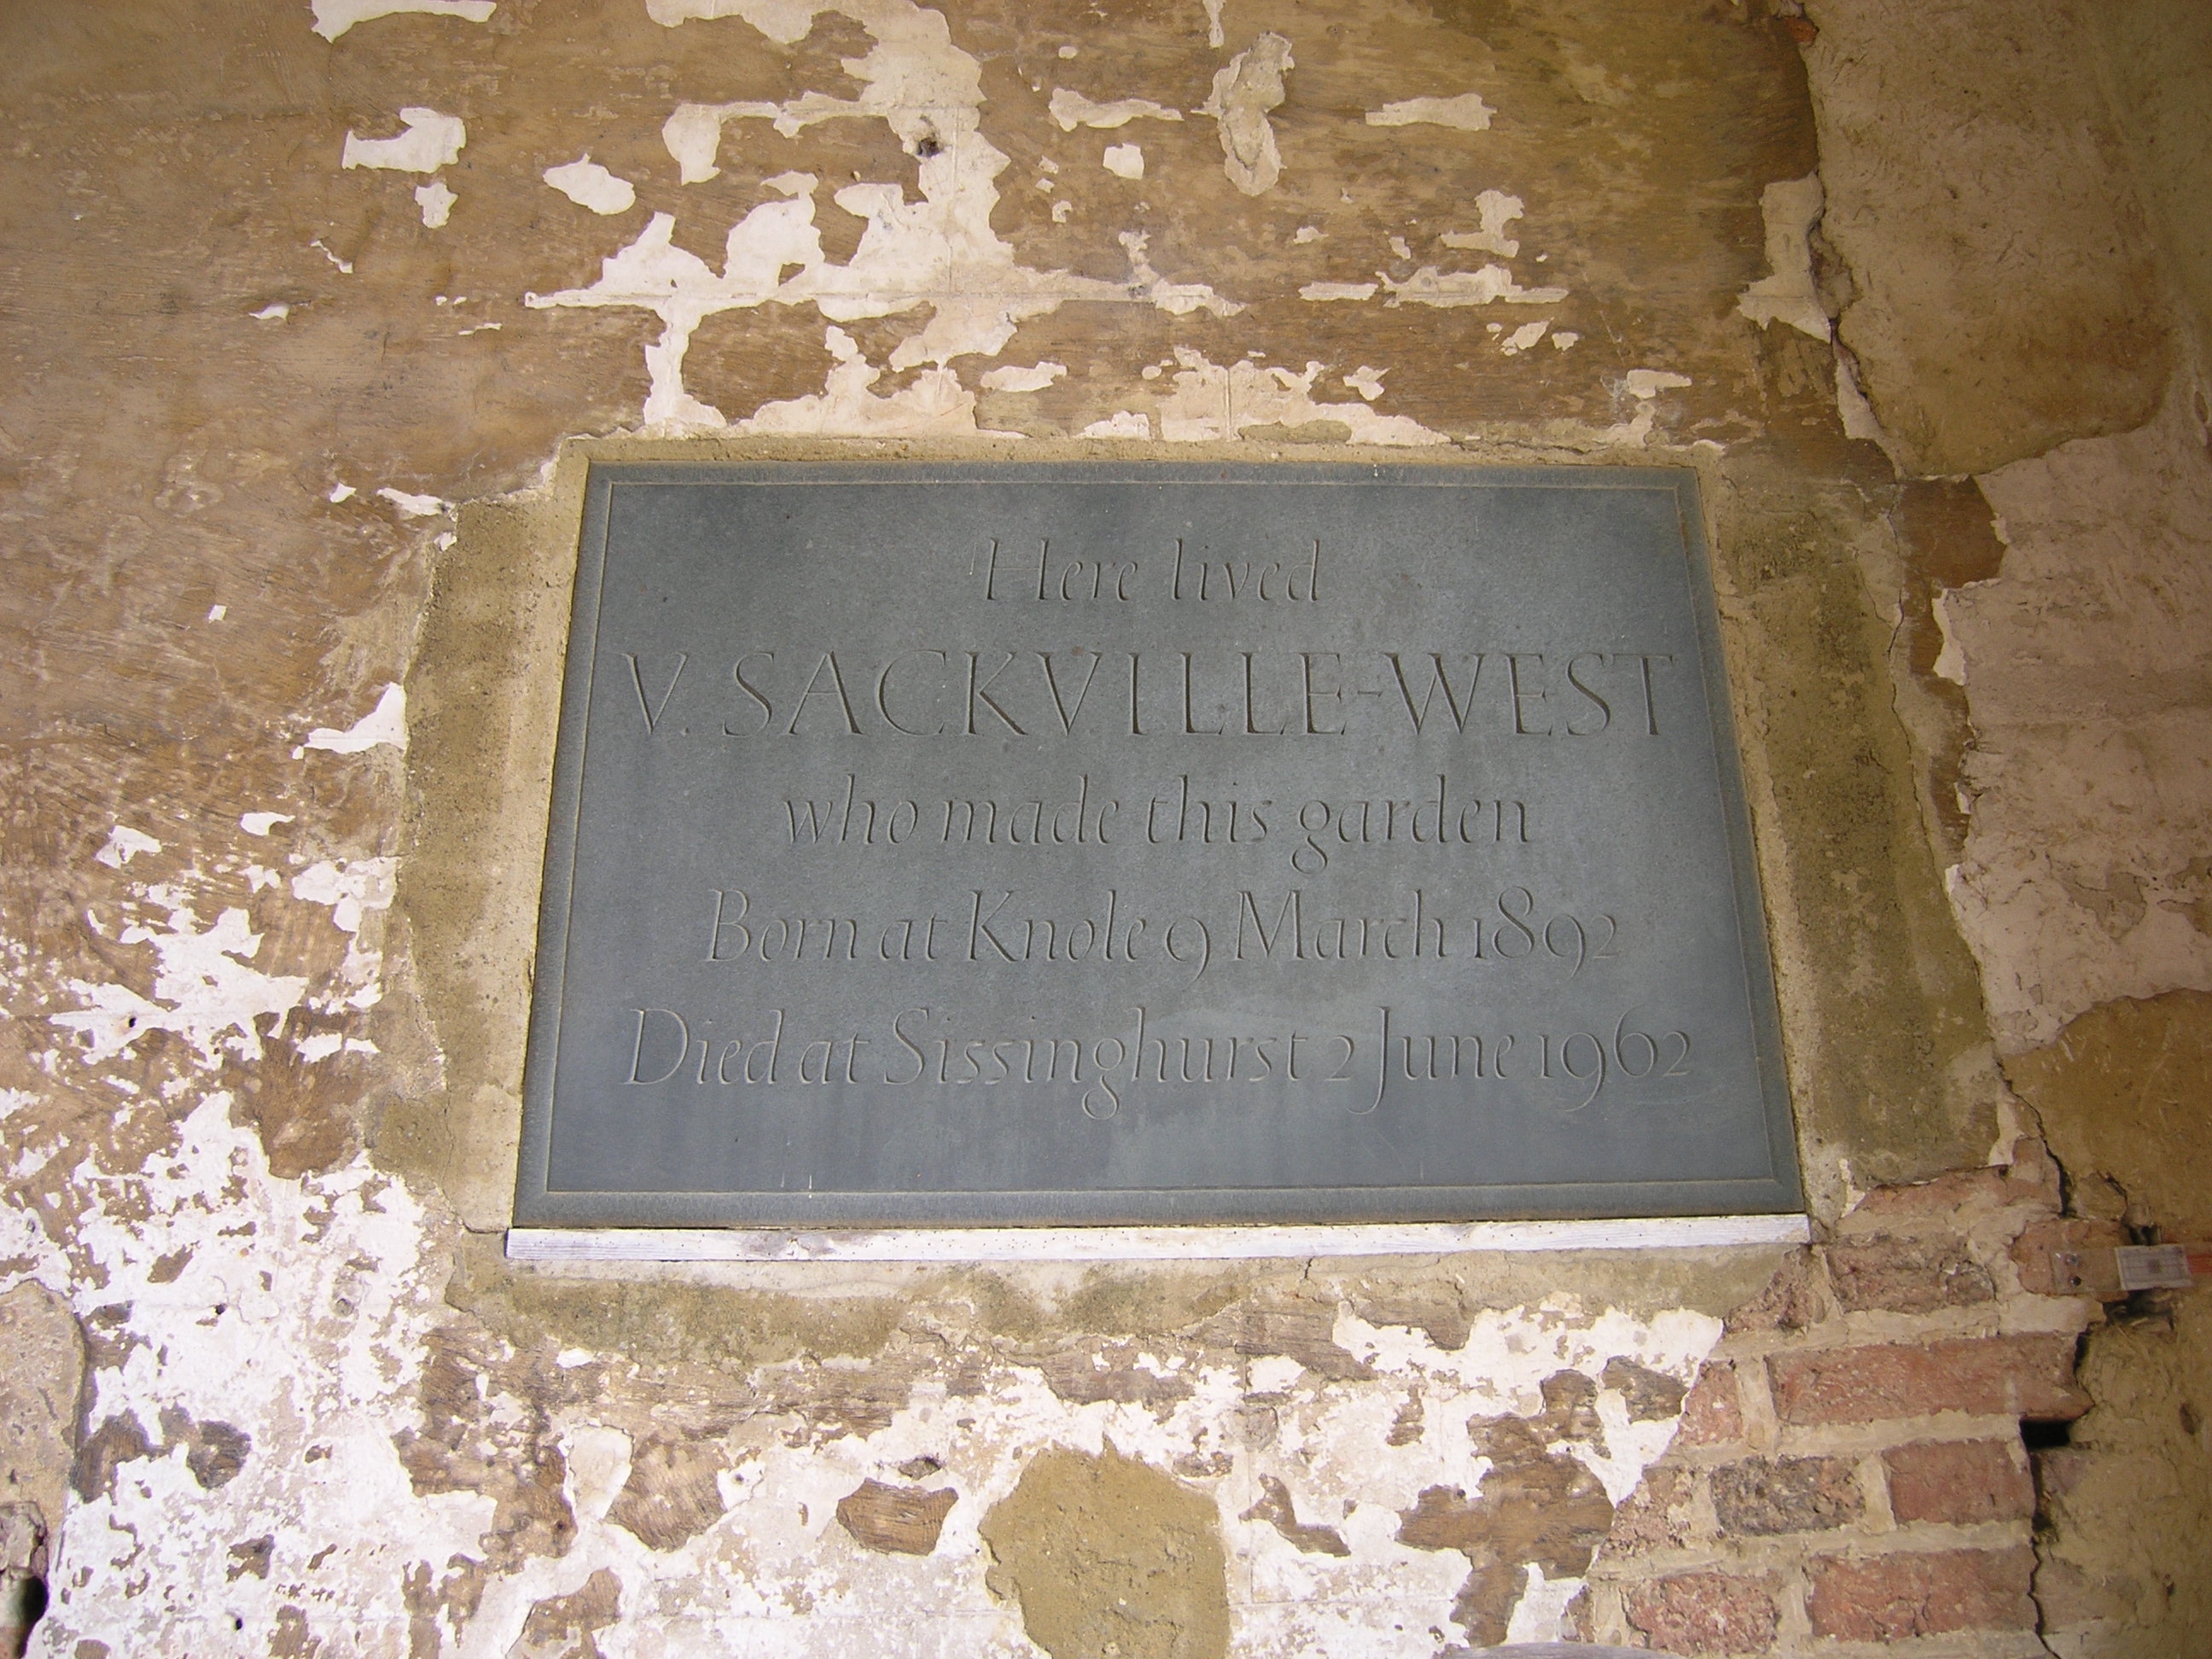 Here lived
V. SACKVILLE-WEST
who made this garden
Born at Knole 9 March 1892
Died at Sissinghurst 2 June 1962